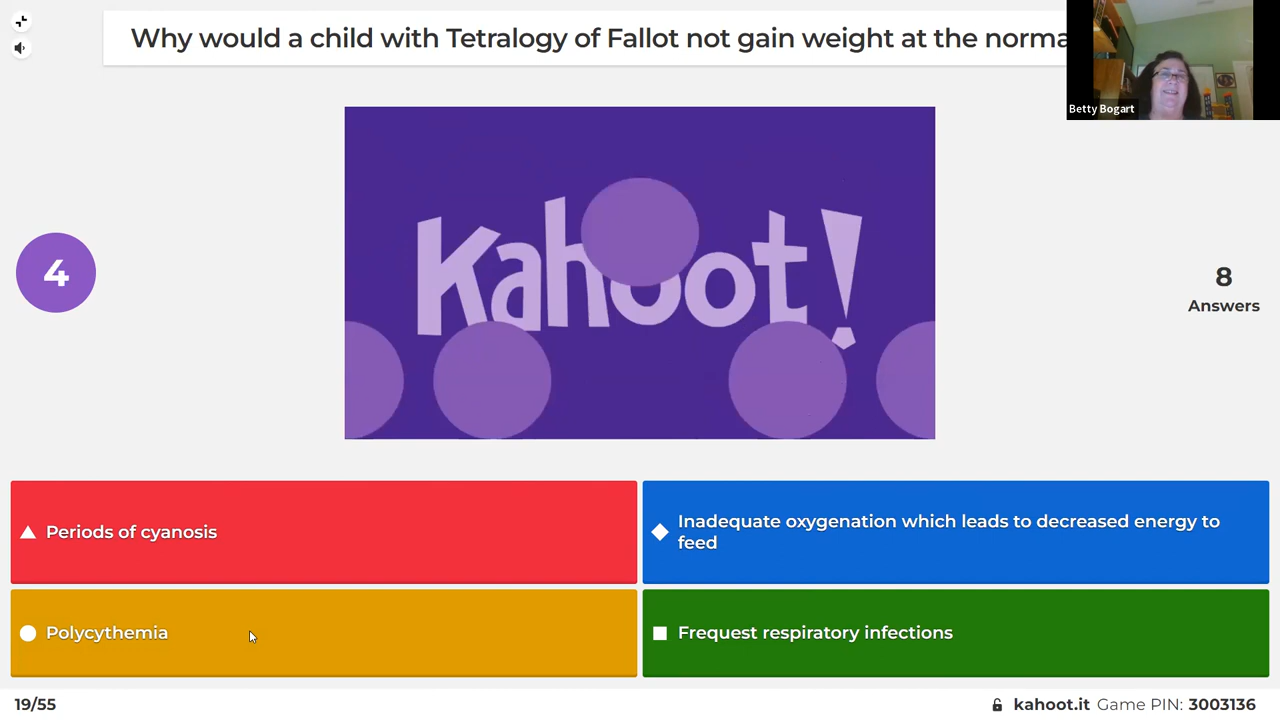 Why would a child with Tetralogy of Fallot not gain weight at the norma
Betty Bogart
Kahoot!
4
8
Answers
Periods of cyanosis
Inadequate oxygenation which leads to decreased energy to
feed
Polycythemia
Frequest respiratory infections
19/55
kahoot.it Game PIN: 3003136